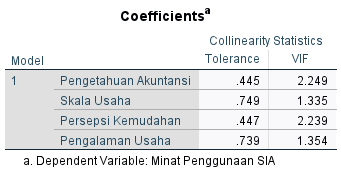 Coefficientsa
Collinearity Statistics
Model Tolerance VIF
1 Pengetahuan Akuntansi .445 2.249
Skala Usaha .749 1.335
Persepsi Kemudahan .447 2.239
Pengalaman Usaha .739 1.354
a. Dependent Variable: Minat Penggunaan SIA